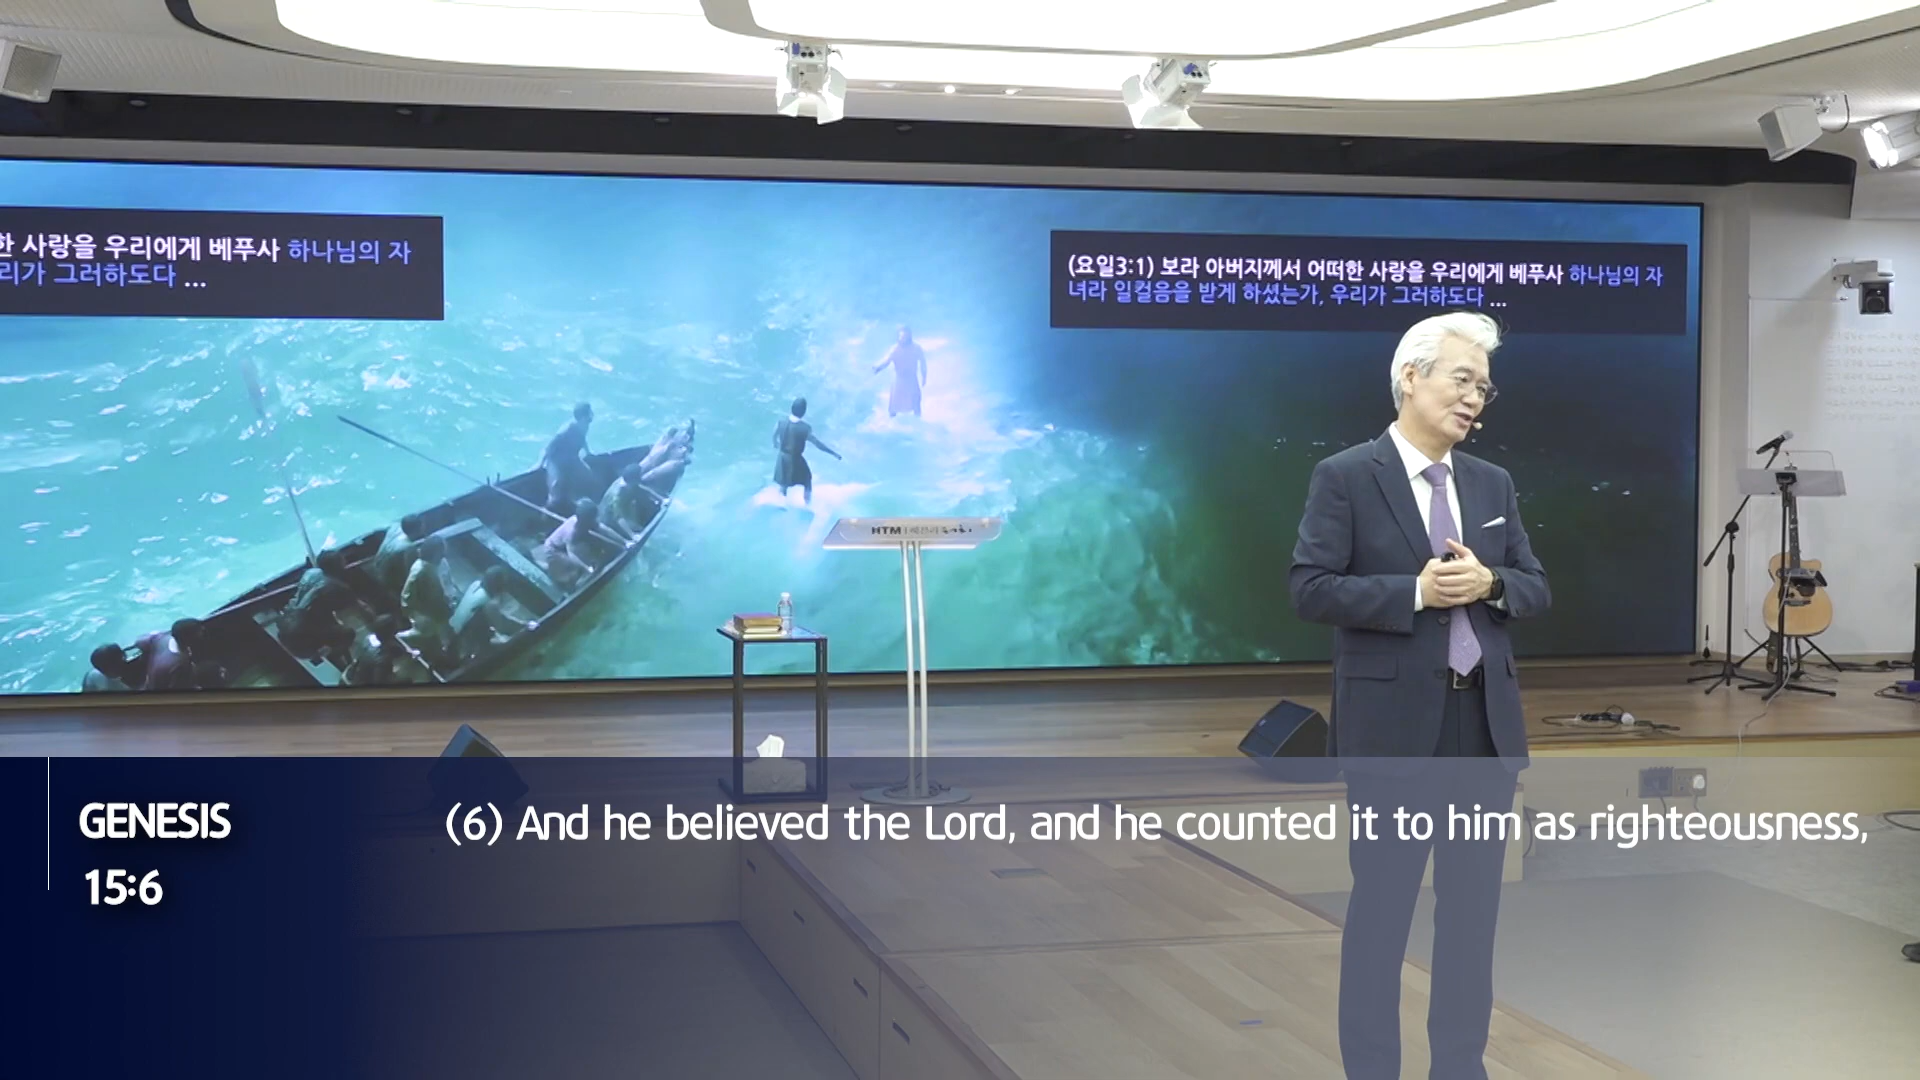 한 사랑을 우리에게 베푸사 하나님의 자
리가 그러하도다 ...
(요일3:1) 보라 아버지께서 어떠한 사랑을 우리에게 베푸사 하나님의 자
녀라 일컬음을 받게 하셨는가, 우리가 그러하도다 ...
HTM
GENESIS
15:6
(6) And he believed the Lord, and he counted it to him as righteousness,